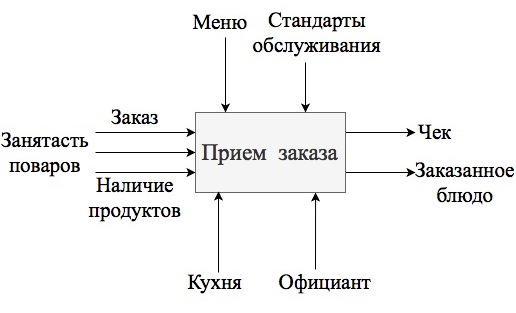 Меню
Стандарты
обслуживания
Заказ
Занятасть
поваров
Наличие
продуктов
Прием заказа
Чек
Заказанное
блюдо
Кухня
Официант